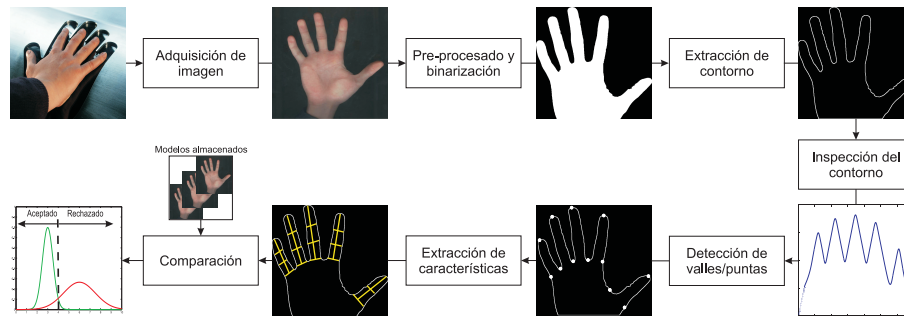 Adquisición de
imagen
Pre-procesado y
binarización
Extracción de
contorno
Inspección del
contorno
Modelos almacenados
Aceptado
Rechazado
Comparación
Extracción de
características
Detección de
valles/puntas